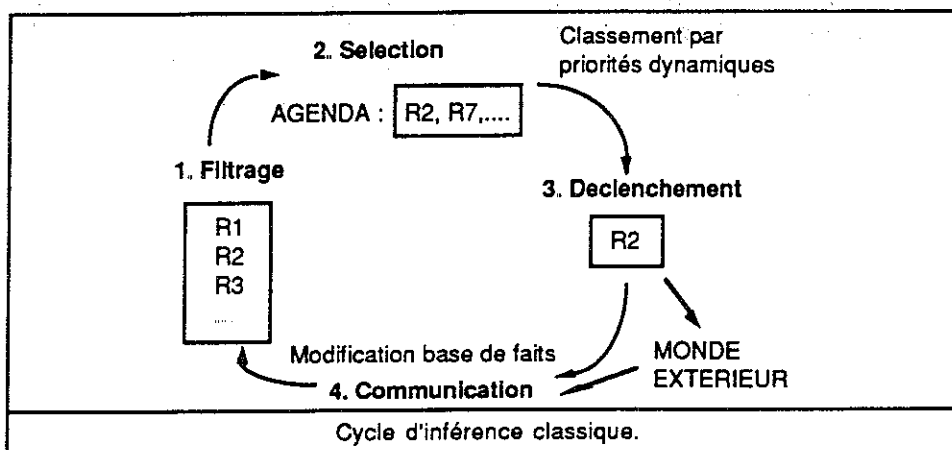 2. Selection
Classement par
priorités dynamiques
AGENDA : R2, R7,....
1. Filtrage
3. Declenchement
R1
R2
R3
.....
R2
Modification base de faits
MONDE
EXTERIEUR
4. Communication
Cycle d'inférence classique.